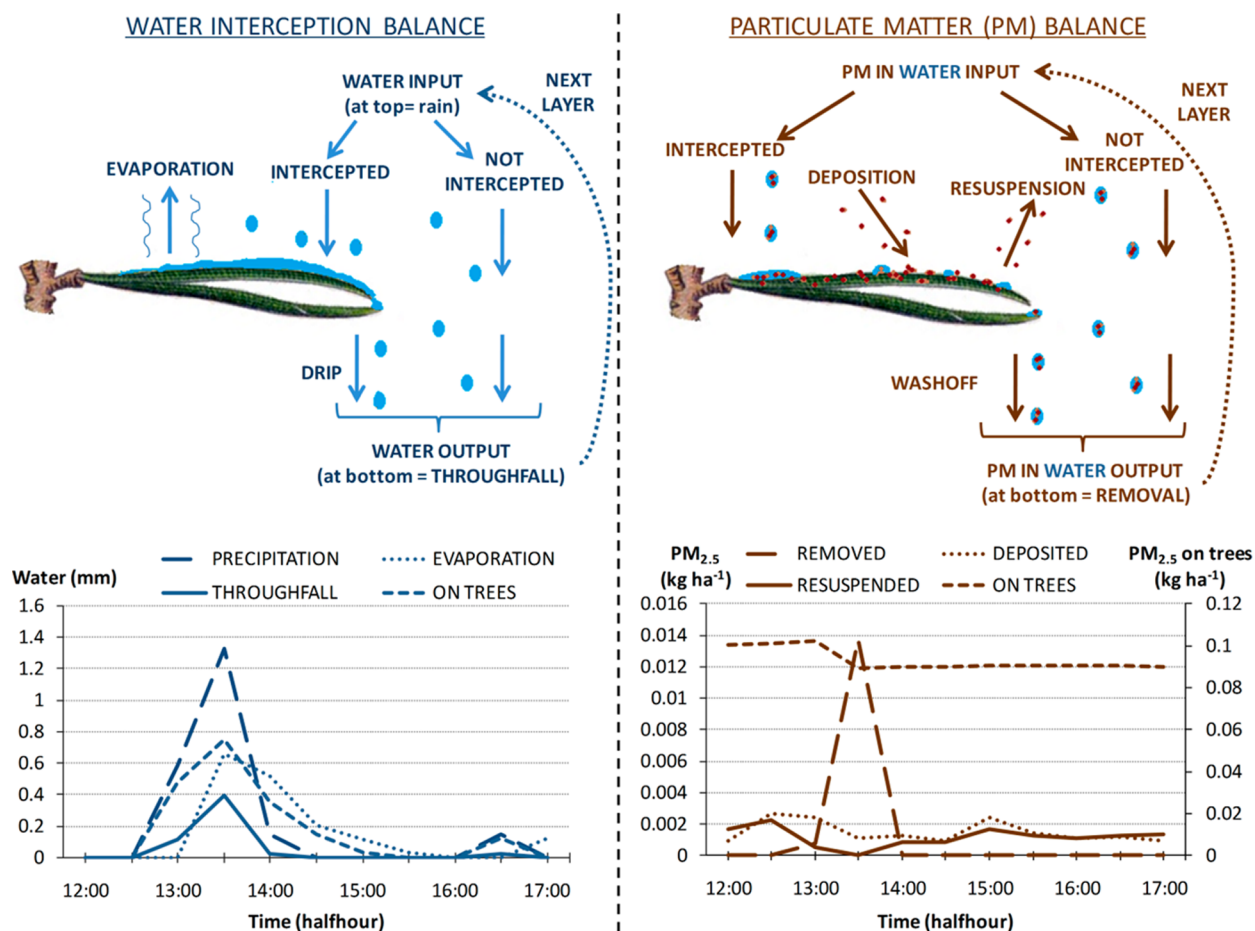 WATER INTERCEPTION BALANCE
WATER INPUT
(at top= rain)
NEXT
LAYER
EVAPORATION
INTERCEPTED
NOT
INTERCEPTED
DRIP
WATER OUTPUT
(at bottom = THROUGHFALL)
PRECIPITATION
EVAPORATION
THROUGHFALL
ON TREES
Water (mm)
1.6
1.4
1.2
1
0.8
0.6
0.4
0.2
0
12:00
13:00
14:00
15:00
16:00
17:00
Time (halfhour)
PARTICULATE MATTER (PM) BALANCE
PM IN WATER INPUT
NEXT
LAYER
INTERCEPTED
NOT
INTERCEPTED
DEPOSITION
RESUSPENSION
WASHOFF
PM IN WATER OUTPUT
(at bottom = REMOVAL)
PM2.5
(kg ha-1)
REMOVED
DEPOSITED
RESUSPENDED
ON TREES
PM2.5 on trees
(kg ha-1)
0.016
0.014
0.012
0.01
0.008
0.006
0.004
0.002
0
0.12
0.1
0.08
0.06
0.04
0.02
0
12:00
13:00
14:00
15:00
16:00
17:00
Time (halfhour)